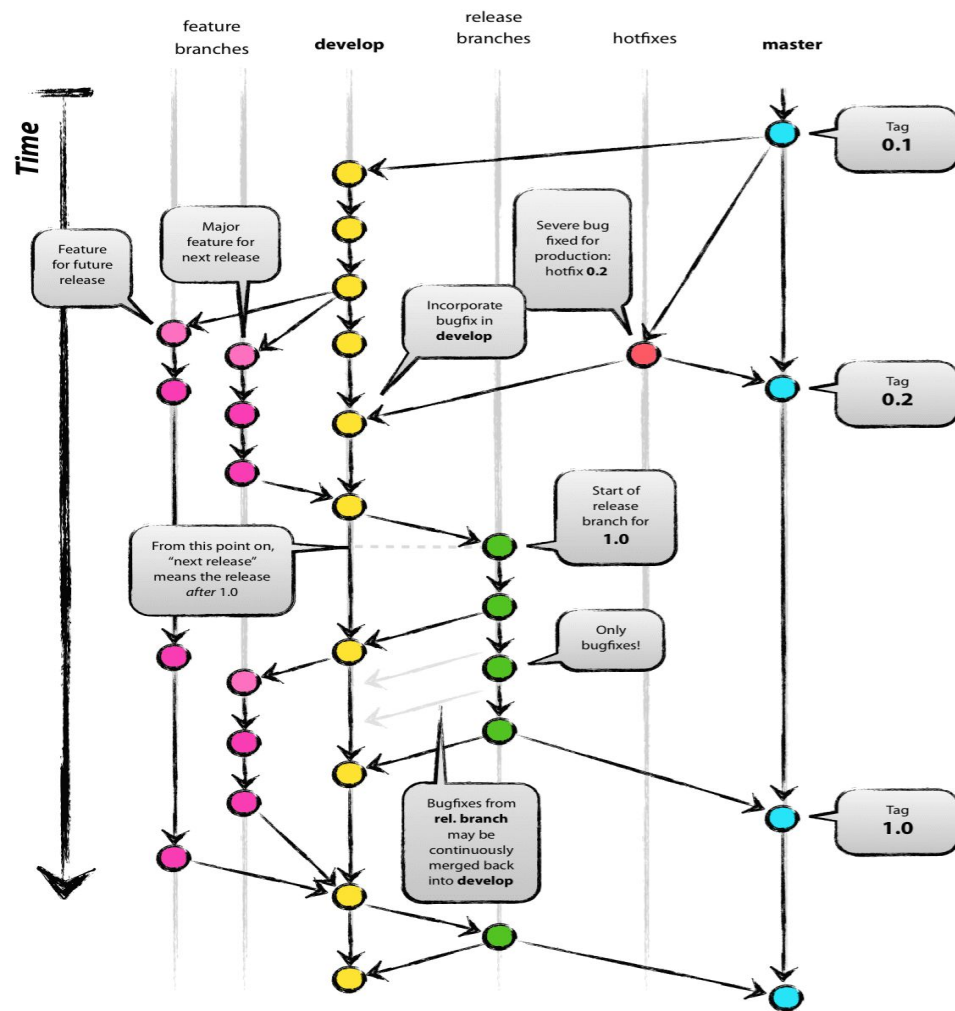 feature
branches
develop
release
branches
hotfixes
master
Time
Tag
0.1
Feature
for future
release
Major
feature for
next release
Severe bug
fixed for
production:
hotfix 0.2
Incorporate
bugfix in
develop
Tag
0.2
Start of
release
branch for
1.0
From this point on,
“next release”
means the release
after 1.0
Only
bugfixes!
Bugfixes from
rel. branch
may be
continuously
merged back
into develop
Tag
1.0